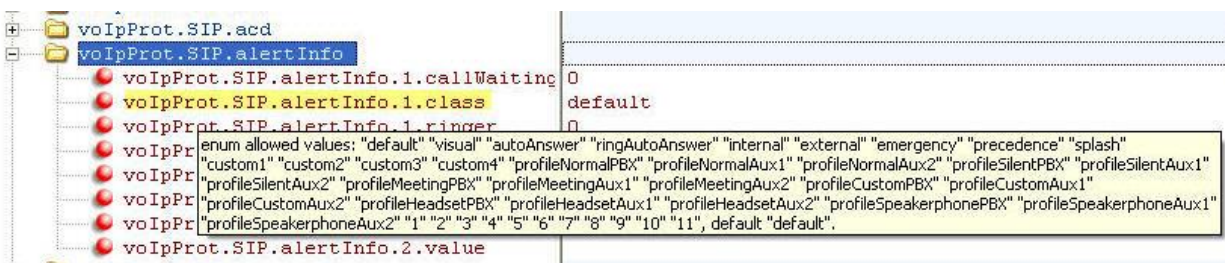 voIpProt.SIP.acd
voIpProt.SIP.alertInfo
voIpProt.SIP.alertInfo.1.callWaiting 0
voIpProt.SIP.alertInfo.1.class default
voIpProt.SIP.alertInfo.1.ringer 0
voIpPr
voIpPr
voIpPr
voIpPr
enum allowed values: "default" "visual" "autoAnswer" "ringAutoAnswer" "internal" "external" "emergency" "precedence" "splash"
"custom1" "custom2" "custom3" "custom4" "profileNormalPBX" "profileNormalAux1" "profileNormalAux2" "profileSilentPBX" "profileSilentAux1"
"profileSilentAux2" "profileMeetingPBX" "profileMeetingAux1" "profileMeetingAux2" "profileCustomPBX" "profileCustomAux1"
"profileCustomAux2" "profileHeadsetPBX" "profileHeadsetAux1" "profileHeadsetAux2" "profileSpeakerphonePBX" "profileSpeakerphoneAux1"
"profileSpeakerphoneAux2" "1" "2" "3" "4" "5" "6" "7" "8" "9" "10" "11", default "default".
voIpProt.SIP.alertInfo.2.value